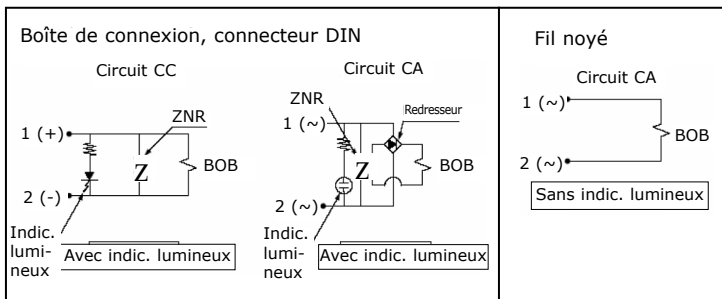 Boîte de connexion, connecteur DIN
Circuit CC
ZNR
1 (+)
Z
BOB
2 (-)
Indic.
lumi-
neux
Avec indic. lumineux
Circuit CA
ZNR
Redresseur
1 (~)
Z
BOB
2 (~)
Indic.
lumi-
neux
Avec indic. lumineux
Fil noyé
Circuit CA
1 (~)
BOB
2 (~)
Sans indic. lumineux